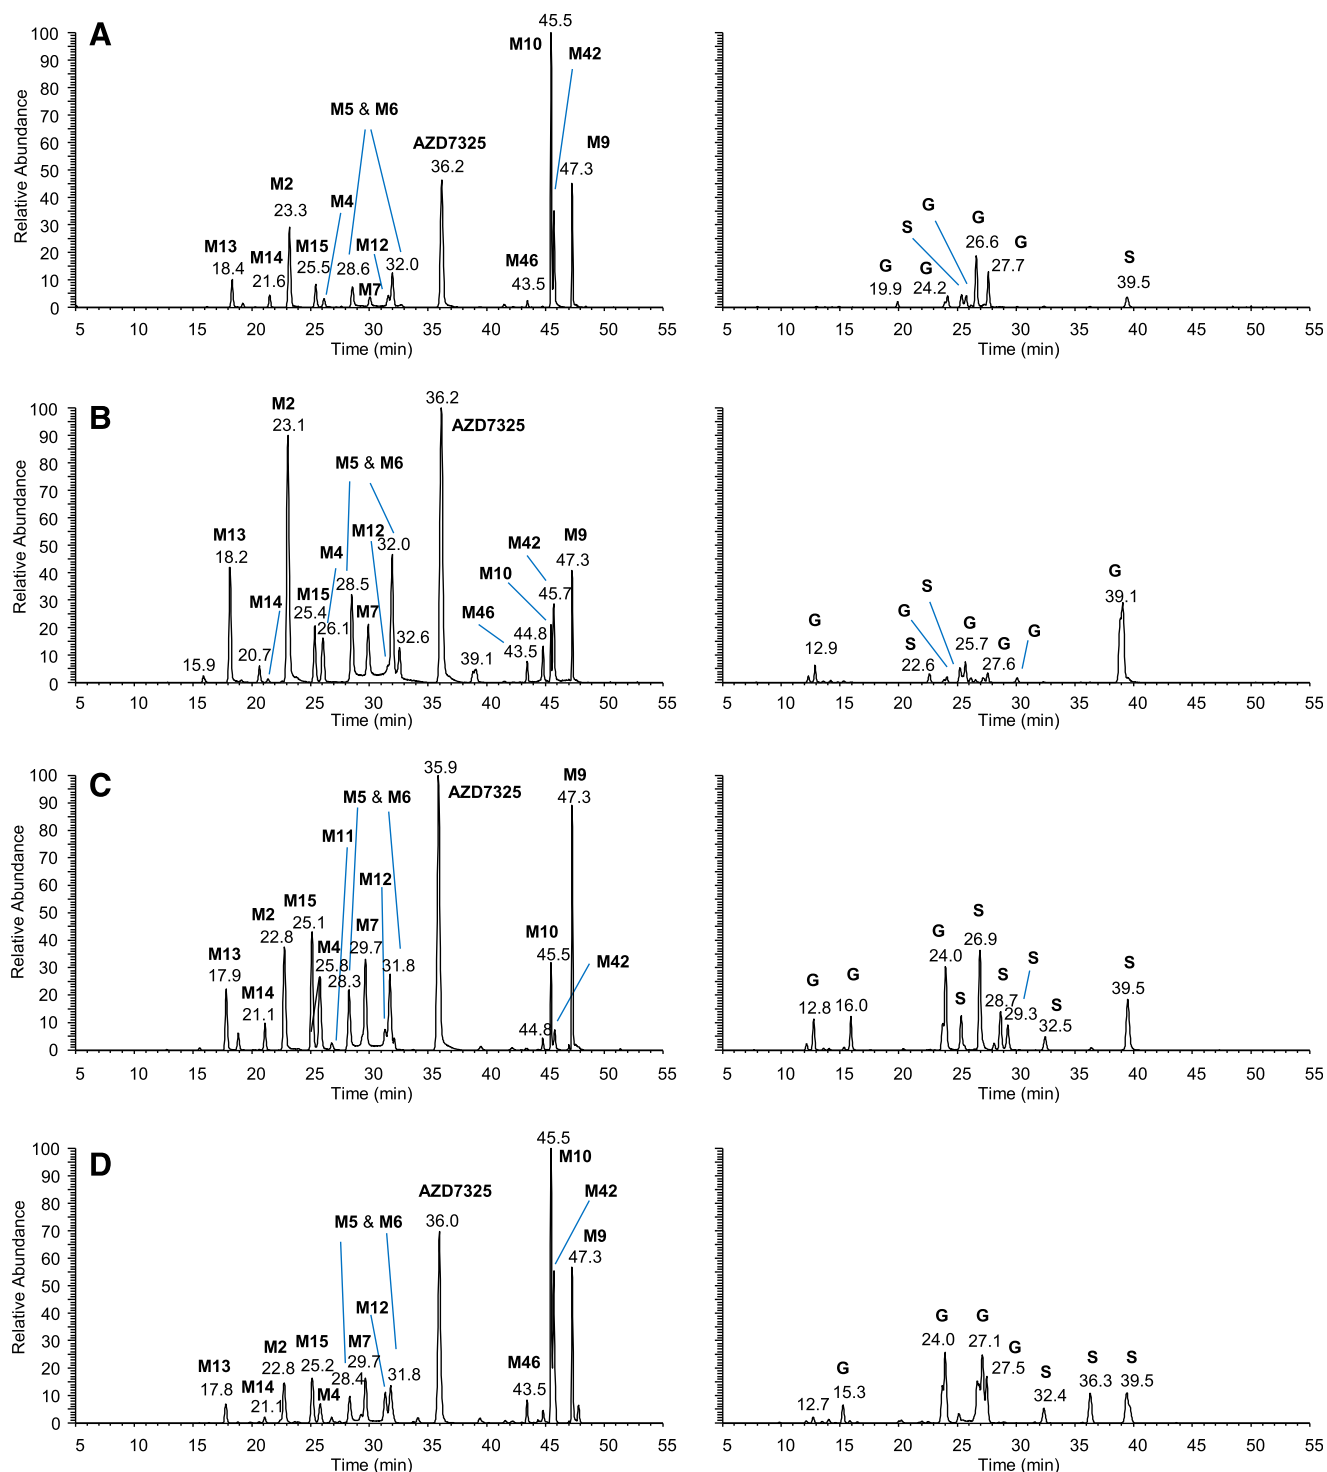 A
Relative Abundance
100
90
80
70
60
50
40
30
20
10
0
M13
18.4
M14
21.6
M2
23.3
M15
25.5
M4
M5 & M6
28.6
M7
M12
32.0
AZD7325
36.2
M46
43.5
M10
45.5
M42
M9
47.3
5 10 15 20 25 30 35 40 45 50 55
Time (min)
G
19.9
G
24.2
S
G
G
26.6
G
27.7
S
39.5
5 10 15 20 25 30 35 40 45 50 55
Time (min)
B
Relative Abundance
100
90
80
70
60
50
40
30
20
10
0
15.9
M13
18.2
20.7
M14
M2
23.1
M15
25.4
M4
26.1
M5 & M6
28.5
M7
M12
32.0
32.6
AZD7325
36.2
39.1
M46
43.5
44.8
M10
M42
45.7
M9
47.3
5 10 15 20 25 30 35 40 45 50 55
Time (min)
G
12.9
S
22.6
G
S
G
25.7
G
27.6
G
G
39.1
5 10 15 20 25 30 35 40 45 50 55
Time (min)
C
Relative Abundance
100
90
80
70
60
50
40
30
20
10
0
M13
17.9
M14
21.1
M2
22.8
M15
25.1
M4
25.8
M11
M5 & M6
28.3
M7
29.7
M12
31.8
AZD7325
35.9
44.8
M10
45.5
M42
M9
47.3
5 10 15 20 25 30 35 40 45 50 55
Time (min)
G
12.8
G
16.0
G
24.0
S
S
26.9
S
28.7
S
29.3
S
32.5
S
39.5
5 10 15 20 25 30 35 40 45 50 55
Time (min)
D
Relative Abundance
100
90
80
70
60
50
40
30
20
10
0
M13
17.8
M14
21.1
M2
22.8
M15
25.2
M4
M5 & M6
28.4
M7
29.7
M12
31.8
AZD7325
36.0
M46
43.5
45.5
M10
M42
M9
47.3
5 10 15 20 25 30 35 40 45 50 55
Time (min)
12.7
G
15.3
G
24.0
G
27.1
G
27.5
S
32.4
S
36.3
S
39.5
5 10 15 20 25 30 35 40 45 50 55
Time (min)